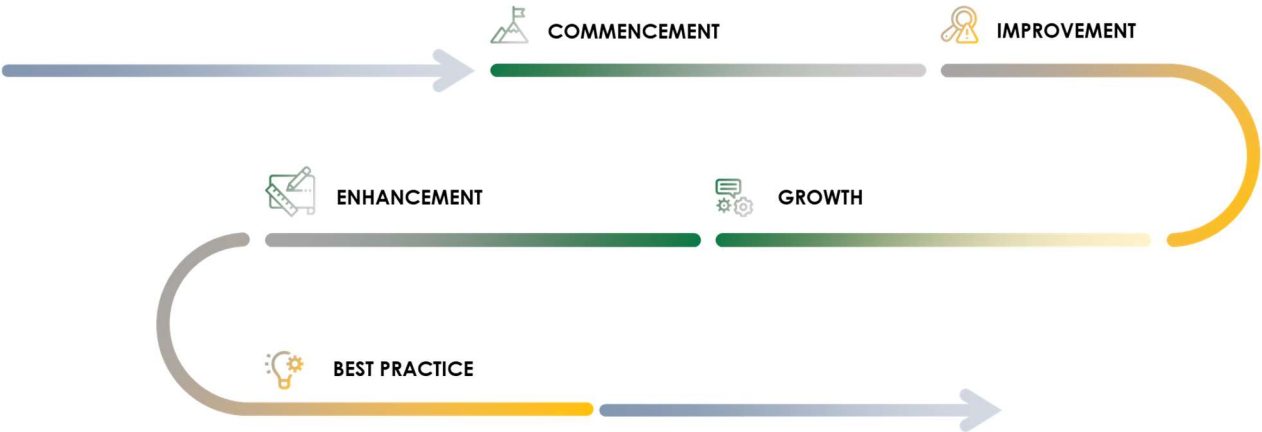 COMMENCEMENT
IMPROVEMENT
GROWTH
ENHANCEMENT
BEST PRACTICE